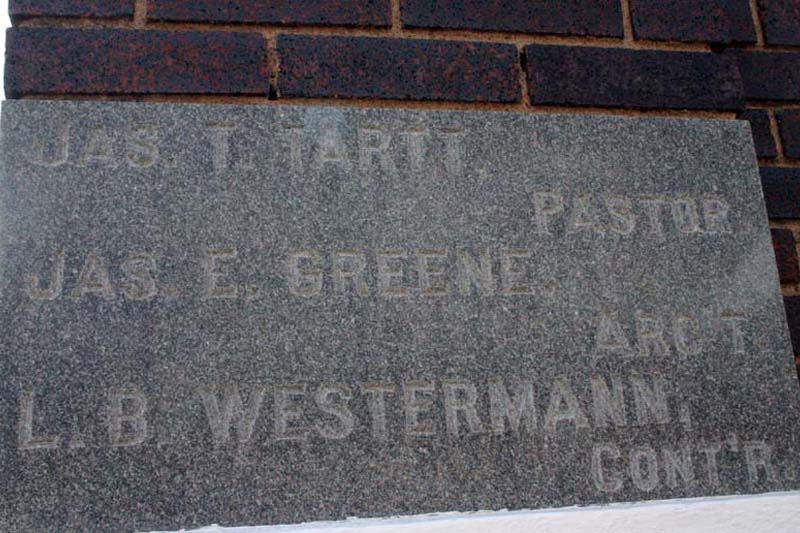 JAS. T. TARTT,
PASTOR.
JAS. E. GREENE.
ARC'T.
L.B. WESTERMANN,
CONT'R.